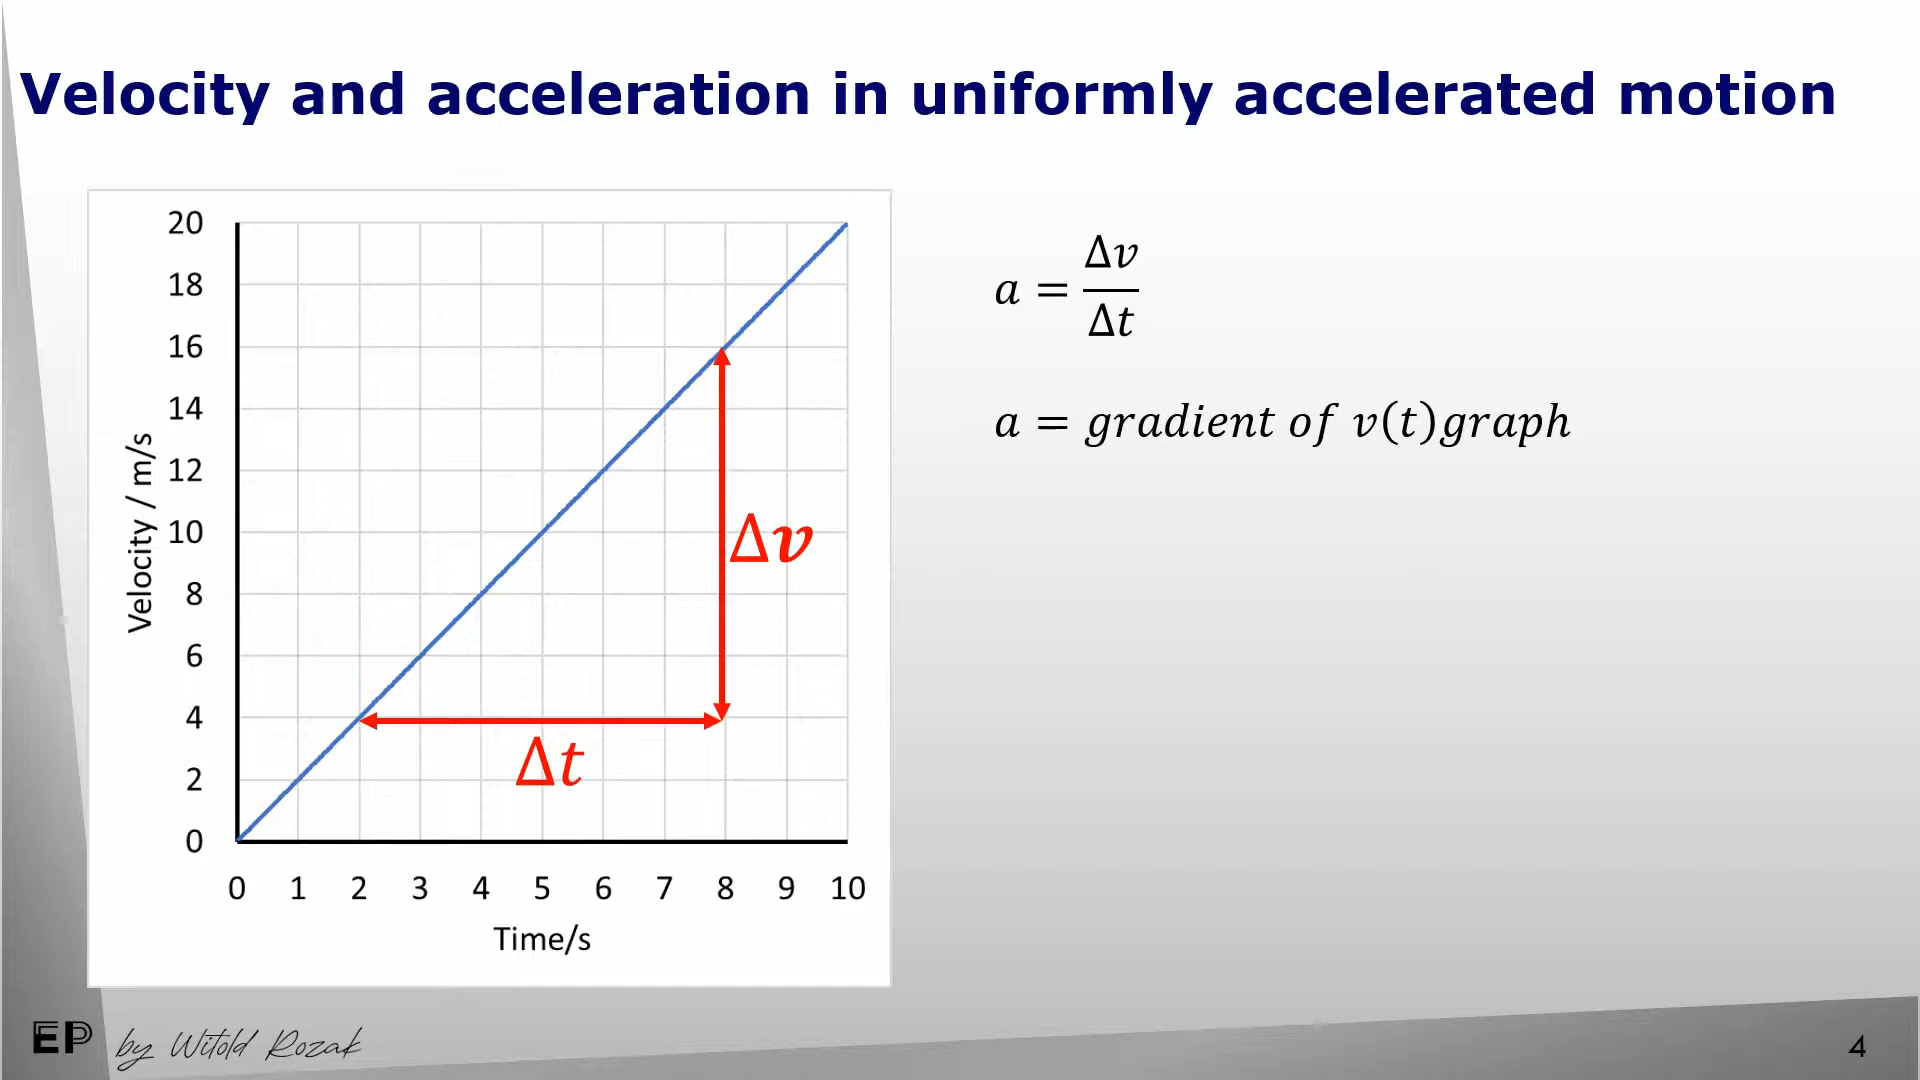 Velocity and acceleration in uniformly accelerated motion
20
18
16
14
12
10
8
6
4
2
0
Velocity / m/s
0 1 2 3 4 5 6 7 8 9 10
Time/s
Δv
Δt
a = Δv/Δt
a = gradient of v(t)graph
EP by Witold Rozak
4